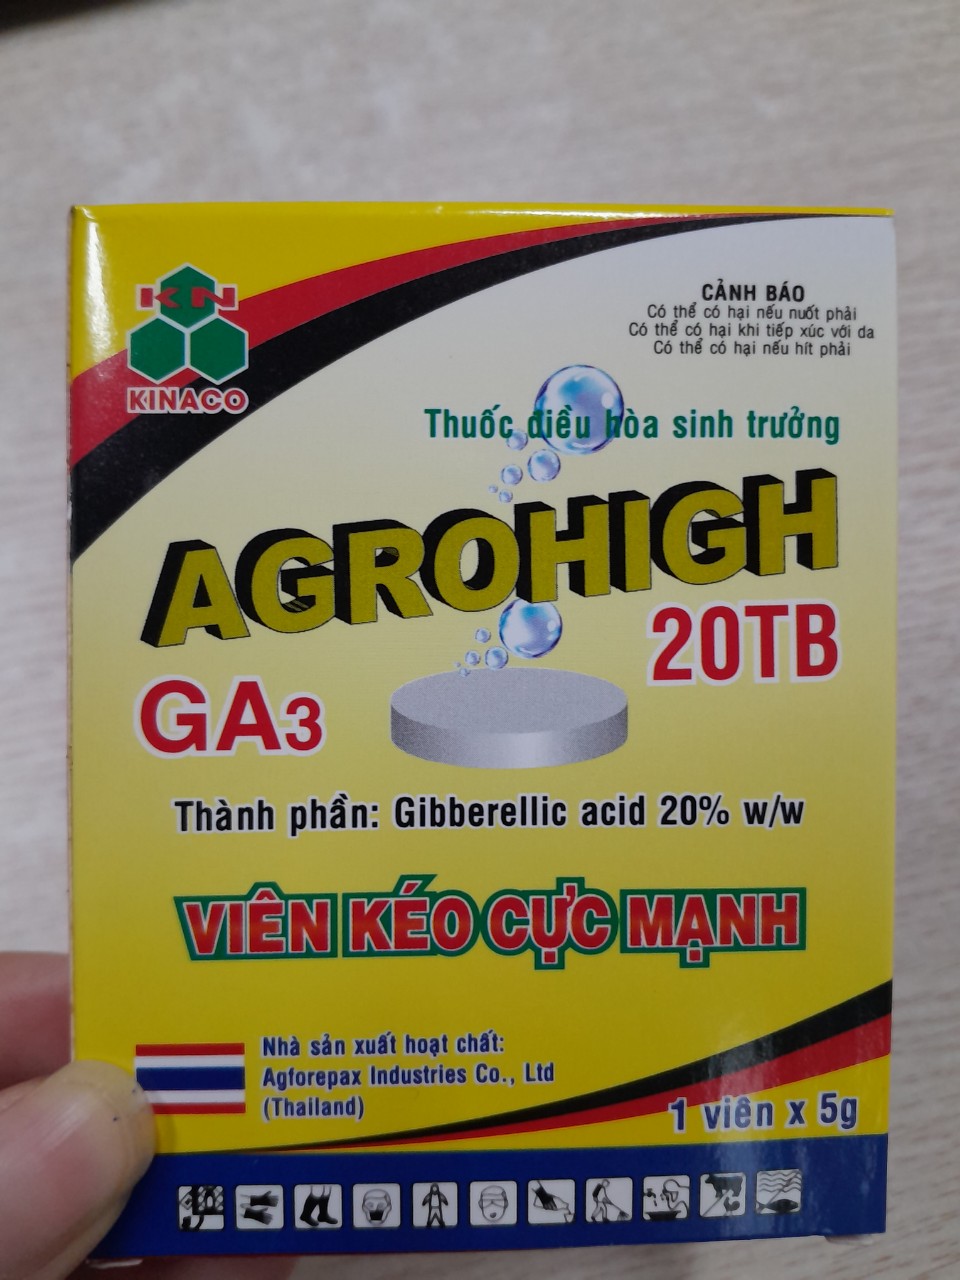 KN
KINACO
CẢNH BÁO
Có thể có hại nếu nuốt phải
Có thể có hại khi tiếp xúc với da
Có thể có hại nếu hít phải
Thuốc điều hòa sinh trưởng
AGROHIGH
20TB
GA3
Thành phần: Gibberellic acid 20% w/w
VIÊN KÉO CỰC MẠNH
Nhà sản xuất hoạt chất:
Agforepax Industries Co., Ltd
(Thailand)
1 viên x 5g